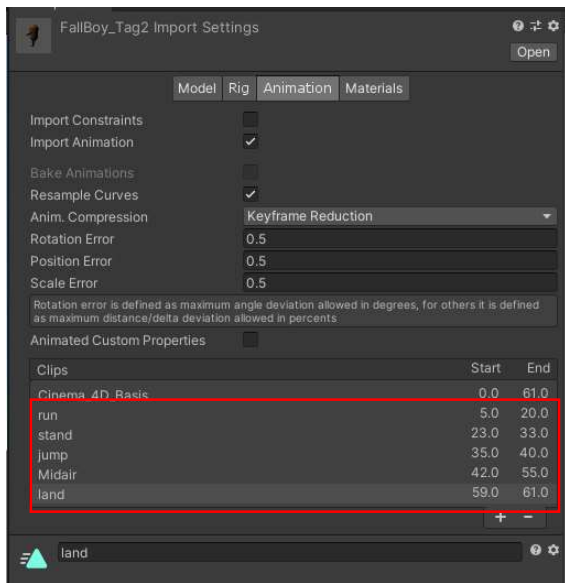 FallBoy_Tag2 Import Settings
Open
Model Rig Animation Materials
Import Constraints
Import Animation
Bake Animations
Resample Curves
Anim. Compression Keyframe Reduction
Rotation Error 0.5
Position Error 0.5
Scale Error 0.5
Rotation error is defined as maximum angle deviation allowed in degrees, for others it is defined
as maximum distance/delta deviation allowed in percents
Animated Custom Properties
Clips Start End
Cinema_4D_Basis 0.0 61.0
run 5.0 20.0
stand 23.0 33.0
jump 35.0 40.0
Midair 42.0 55.0
land 59.0 61.0
+ −
land